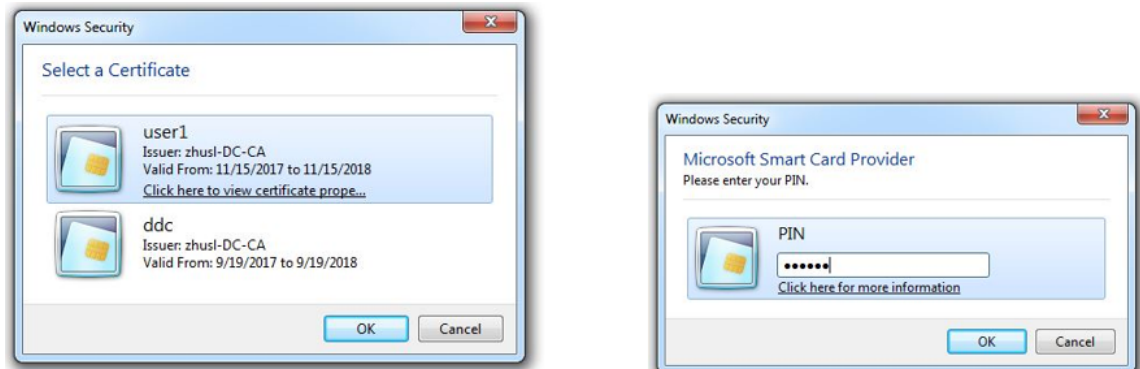 Windows Security
Select a Certificate
user1
Issuer: zhusl-DC-CA
Valid From: 11/15/2017 to 11/15/2018
Click here to view certificate prope...
ddc
Issuer: zhusl-DC-CA
Valid From: 9/19/2017 to 9/19/2018
OK
Cancel
Windows Security
Microsoft Smart Card Provider
Please enter your PIN.
PIN
••••••
Click here for more information
OK
Cancel